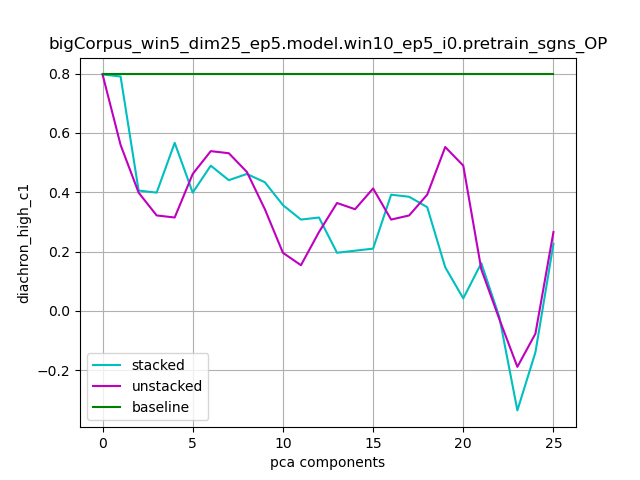 bigCorpus_win5_dim25_ep5.model.win10_ep5_i0.pretrain_sgns_OP
0.8
0.6
0.4
0.2
0.0
−0.2
diachron_high_c1
stacked
unstacked
baseline
0 5 10 15 20 25
pca components